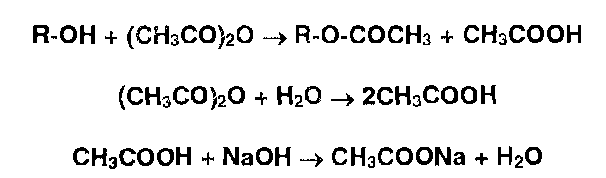 R-OH + (CH₃CO)₂O → R-O-COCH₃ + CH₃COOH
(CH₃CO)₂O + H₂O → 2CH₃COOH
CH₃COOH + NaOH → CH₃COONa + H₂O